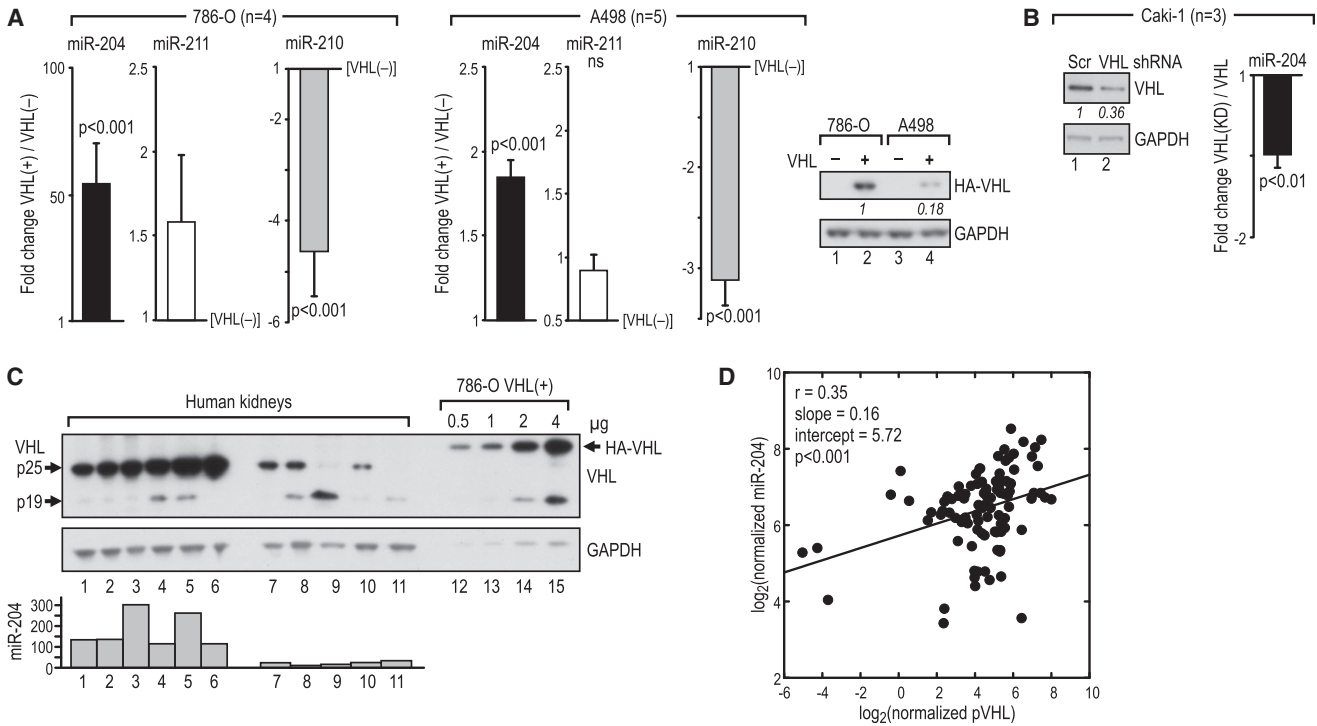 A
786-O (n=4)
miR-204
miR-211
miR-210
Fold change VHL(+) / VHL(–)
100
50
1
p<0.001
2.5
2
1.5
1
[VHL(–)]
1
-2
-4
-6
[VHL(–)]
p<0.001
A498 (n=5)
miR-204
miR-211
ns
miR-210
Fold change VHL(+) / VHL(–)
2.5
2
1.5
1
p<0.001
2.5
2
1.5
1
0.5
[VHL(–)]
1
-2
-3
[VHL(–)]
p<0.001
786-O A498
VHL – + – +
HA-VHL
1 0.18
GAPDH
1 2 3 4
B
Caki-1 (n=3)
Scr VHL shRNA
VHL
1 0.36
GAPDH
1 2
miR-204
Fold change VHL(KD) / VHL
1
-2
p<0.01
C
Human kidneys
786-O VHL(+)
0.5 1 2 4 µg
VHL
p25
p19
HA-VHL
VHL
GAPDH
1 2 3 4 5 6 7 8 9 10 11 12 13 14 15
miR-204
300
200
100
0
1 2 3 4 5 6 7 8 9 10 11
D
r = 0.35
slope = 0.16
intercept = 5.72
p<0.001
log2(normalized miR-204)
10
8
6
4
2
-6 -4 -2 0 2 4 6 8 10
log2(normalized pVHL)